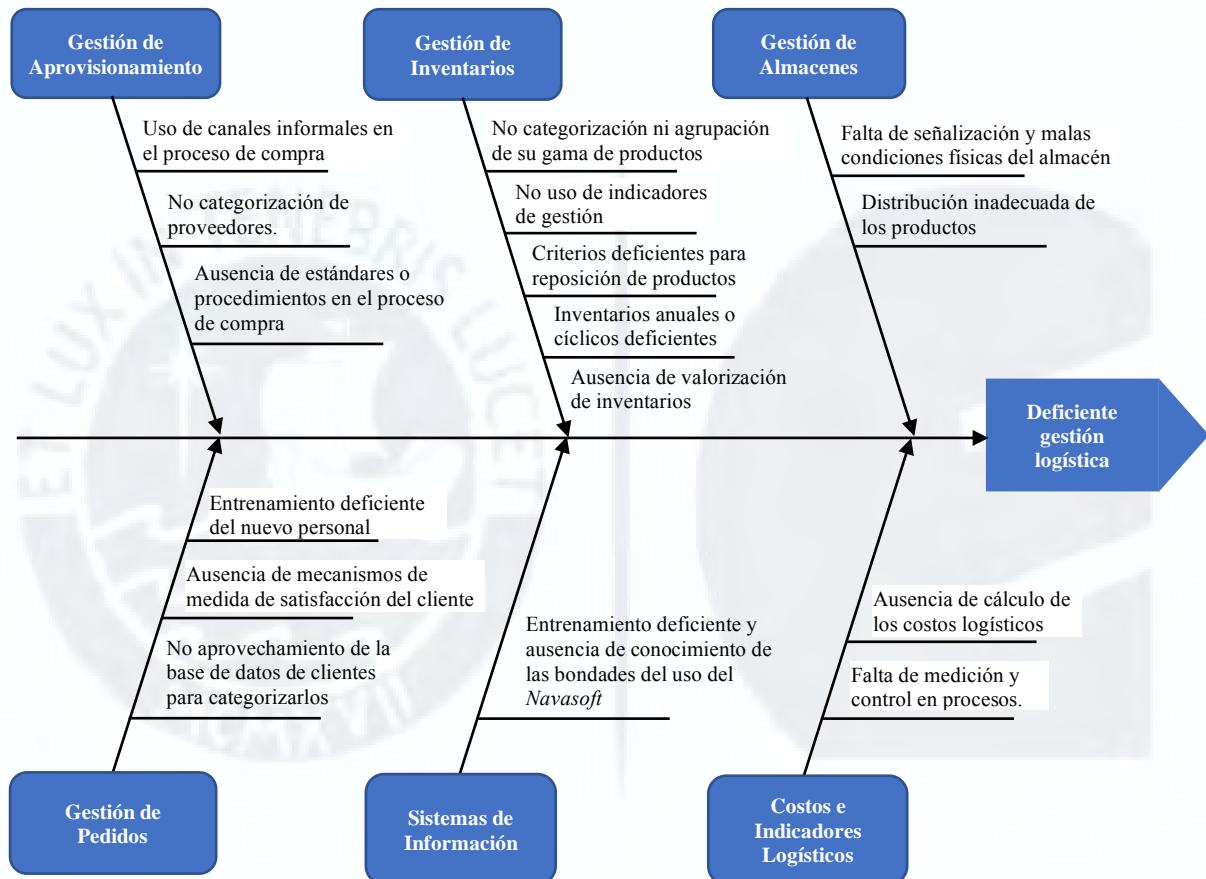 Gestión de
Aprovisionamiento
Gestión de
Inventarios
Gestión de
Almacenes
Uso de canales informales en
el proceso de compra
No categorización de
proveedores.
Ausencia de estándares o
procedimientos en el proceso
de compra
No categorización ni agrupación
de su gama de productos
No uso de indicadores
de gestión
Criterios deficientes para
reposición de productos
Inventarios anuales o
cíclicos deficientes
Ausencia de valorización
de inventarios
Falta de señalización y malas
condiciones físicas del almacén
Distribución inadecuada de
los productos
Deficiente
gestión
logística
Entrenamiento deficiente
del nuevo personal
Ausencia de mecanismos de
medida de satisfacción del cliente
No aprovechamiento de la
base de datos de clientes
para categorizarlos
Entrenamiento deficiente y
ausencia de conocimiento de
las bondades del uso del
Navasoft
Ausencia de cálculo de
los costos logísticos
Falta de medición y
control en procesos.
Gestión de
Pedidos
Sistemas de
Información
Costos e
Indicadores
Logísticos
ET LUX IN TENEBRIS LUCET